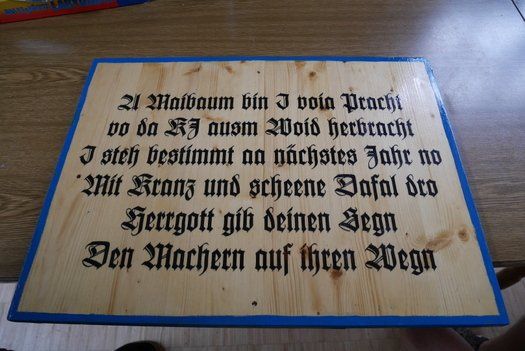 A Maibaum bin I voia Pracht
vo da KJ ausm Woid herbracht
I steh bestimmt aa nächstes Jahr no
Mit Kranz und scheene Dafal dro
Herrgott gib deinen Segn
Den Machern auf ihren Wegn